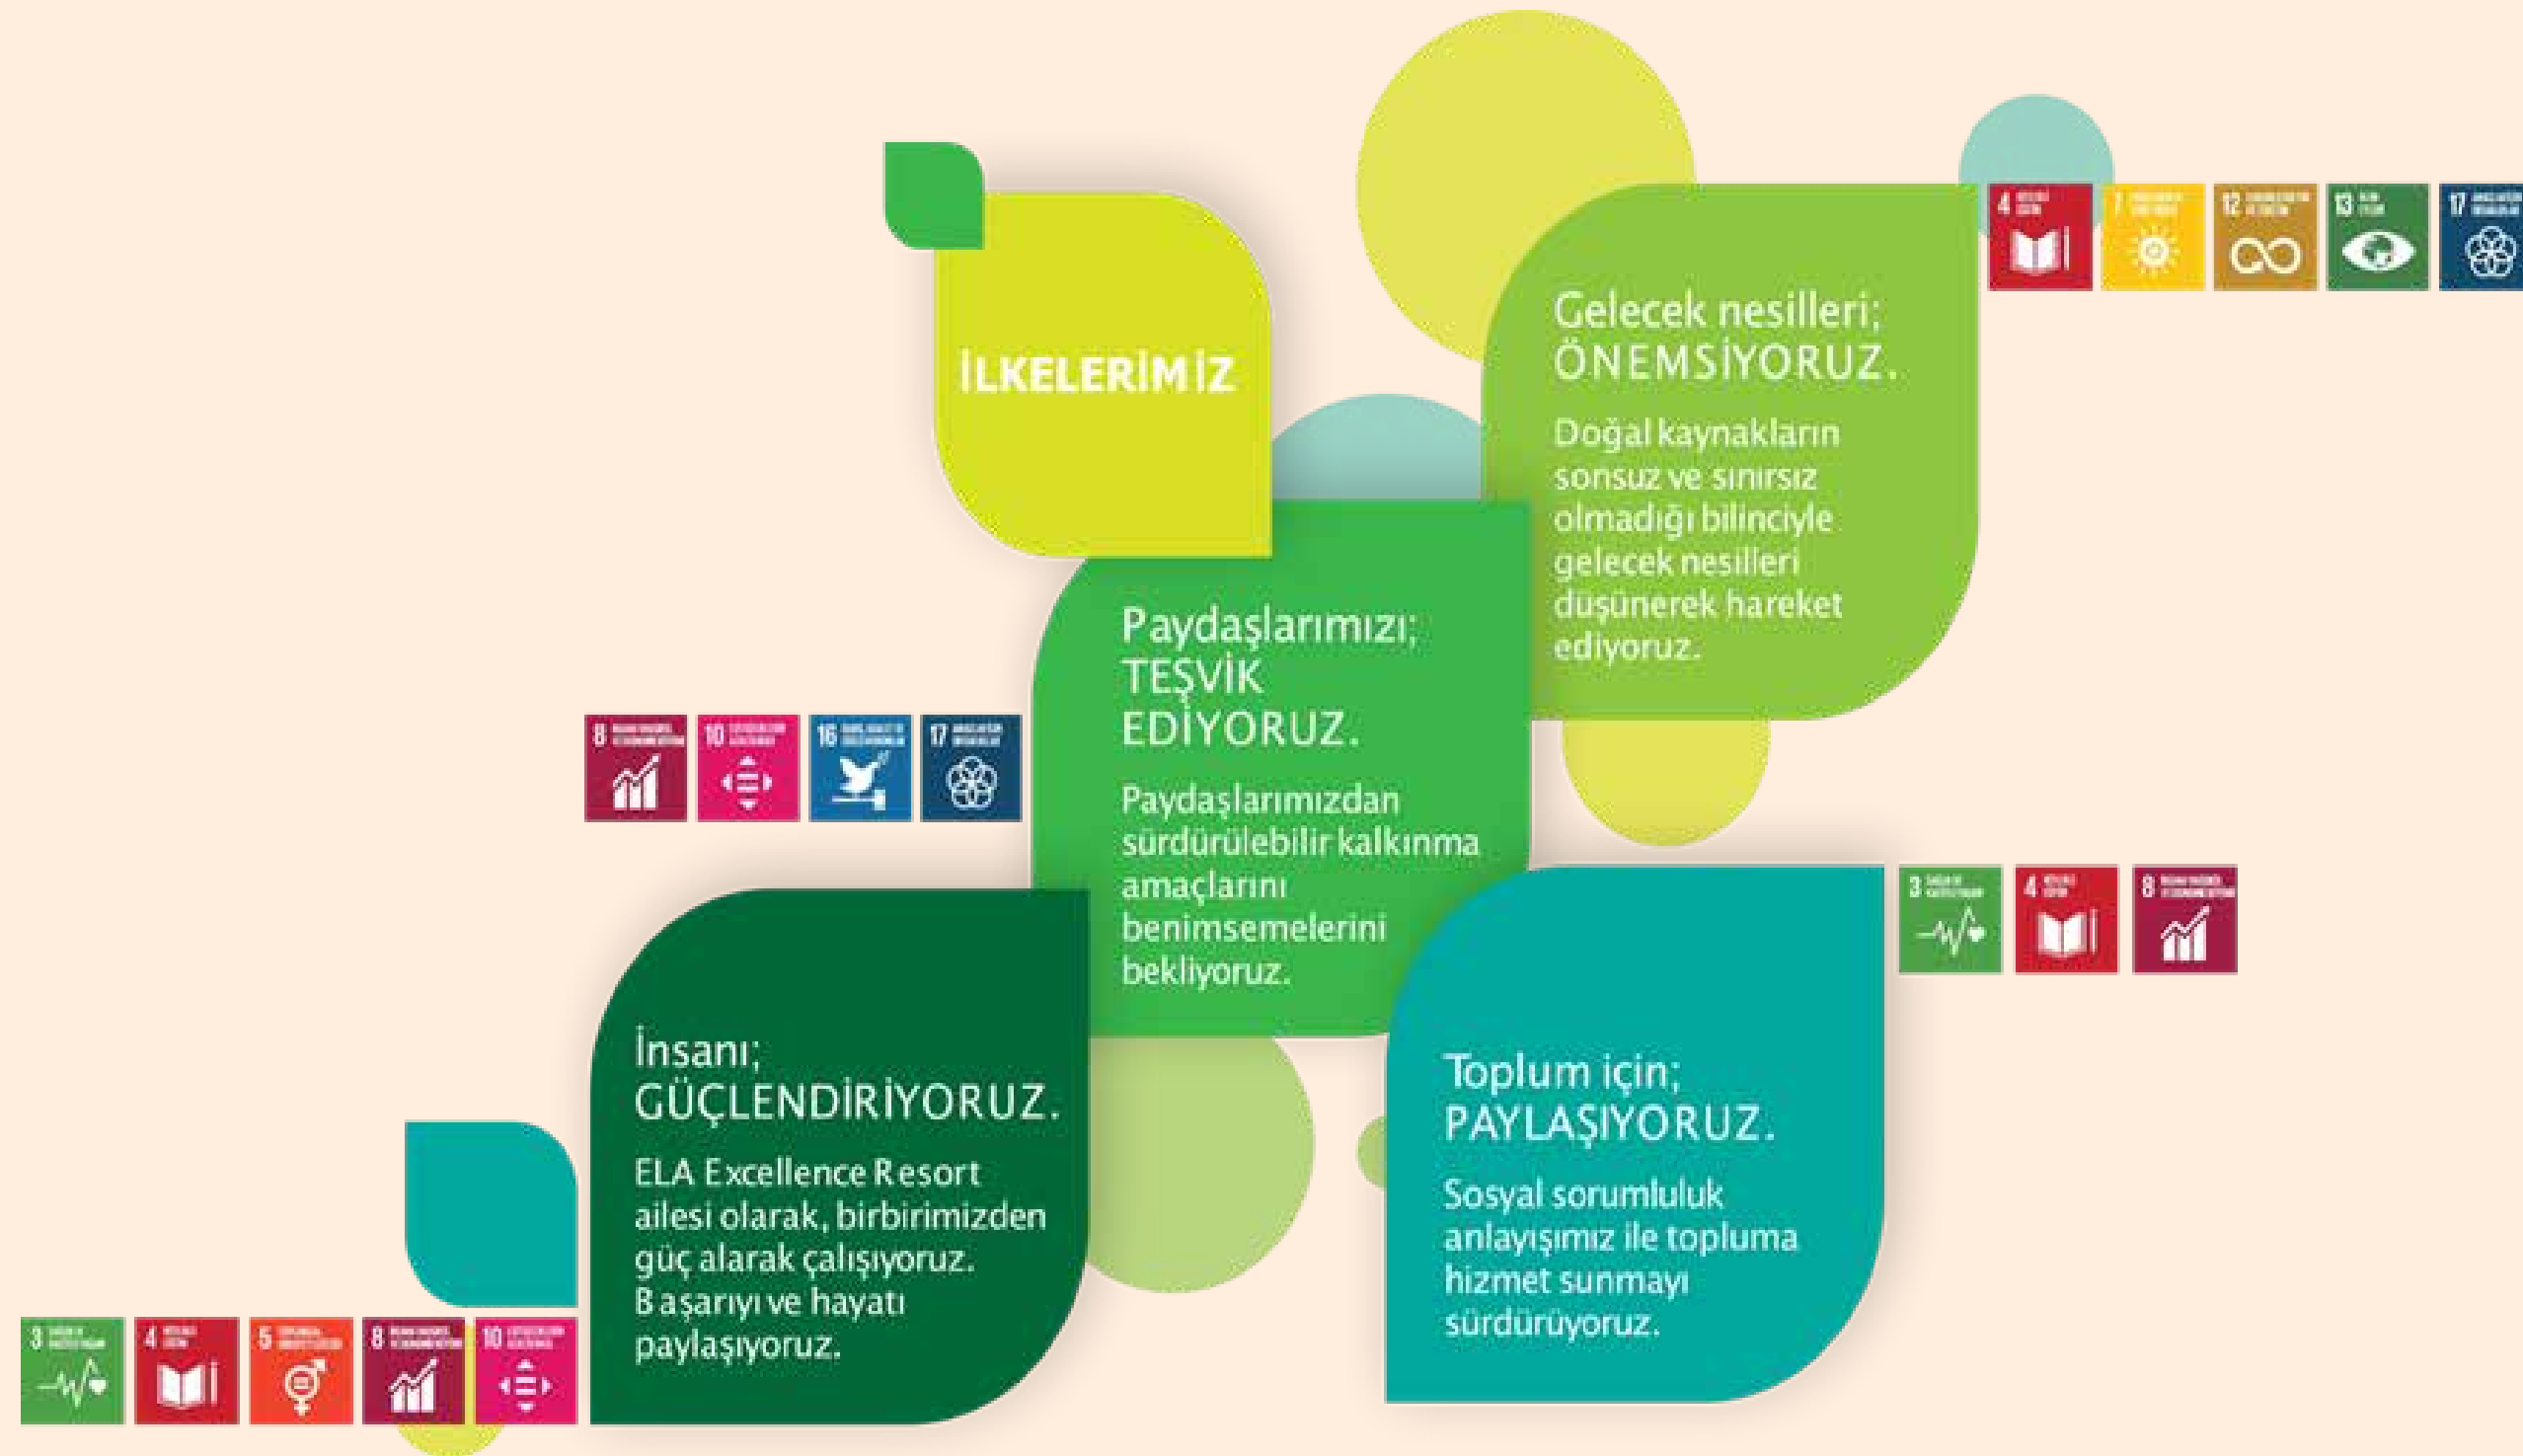 İLKELERİMİZ
Gelecek nesilleri;
ÖNEMSİYORUZ.
Doğal kaynakların
sonsuz ve sınırsız
olmadığı bilinciyle
gelecek nesilleri
düşünerek hareket
ediyoruz.
4
7
12
13
17
Paydaşlarımızı;
TEŞVİK
EDİYORUZ.
Paydaşlarımızdan
sürdürülebilir kalkınma
amaçlarını
benimsemelerini
bekliyoruz.
8
10
16
17
İnsanı;
GÜÇLENDİRİYORUZ.
ELA Excellence Resort
ailesi olarak, birbirimizden
güç alarak çalışıyoruz.
Başarıyı ve hayatı
paylaşıyoruz.
3
4
5
8
10
Toplum için;
PAYLAŞIYORUZ.
Sosyal sorumluluk
anlayışımız ile topluma
hizmet sunmayı
sürdürüyoruz.
3
4
8